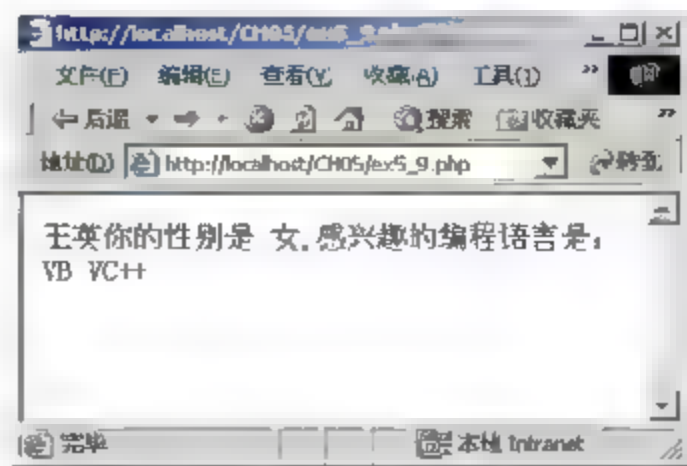 http://localhost/CH05/ex5_9
文件(F) 编辑(E) 查看(V) 收藏(A) 工具(T) »
后退 搜索 收藏夹 »
地址(D) http://localhost/CH05/ex5_9.php 转到
王英你的性别是 女.感兴趣的编程语言是:
VB VC++
完毕 本地 Intranet